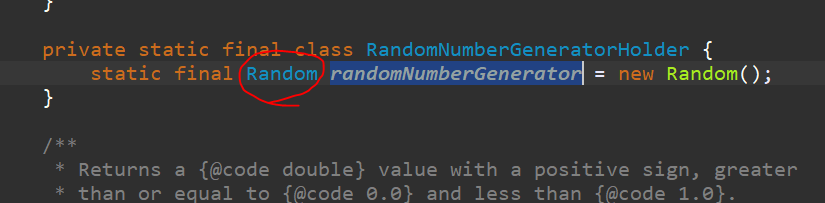 }
private static final class RandomNumberGeneratorHolder {
static final Random randomNumberGenerator = new Random();
}
/**
* Returns a {@code double} value with a positive sign, greater
* than or equal to {@code 0.0} and less than {@code 1.0}.